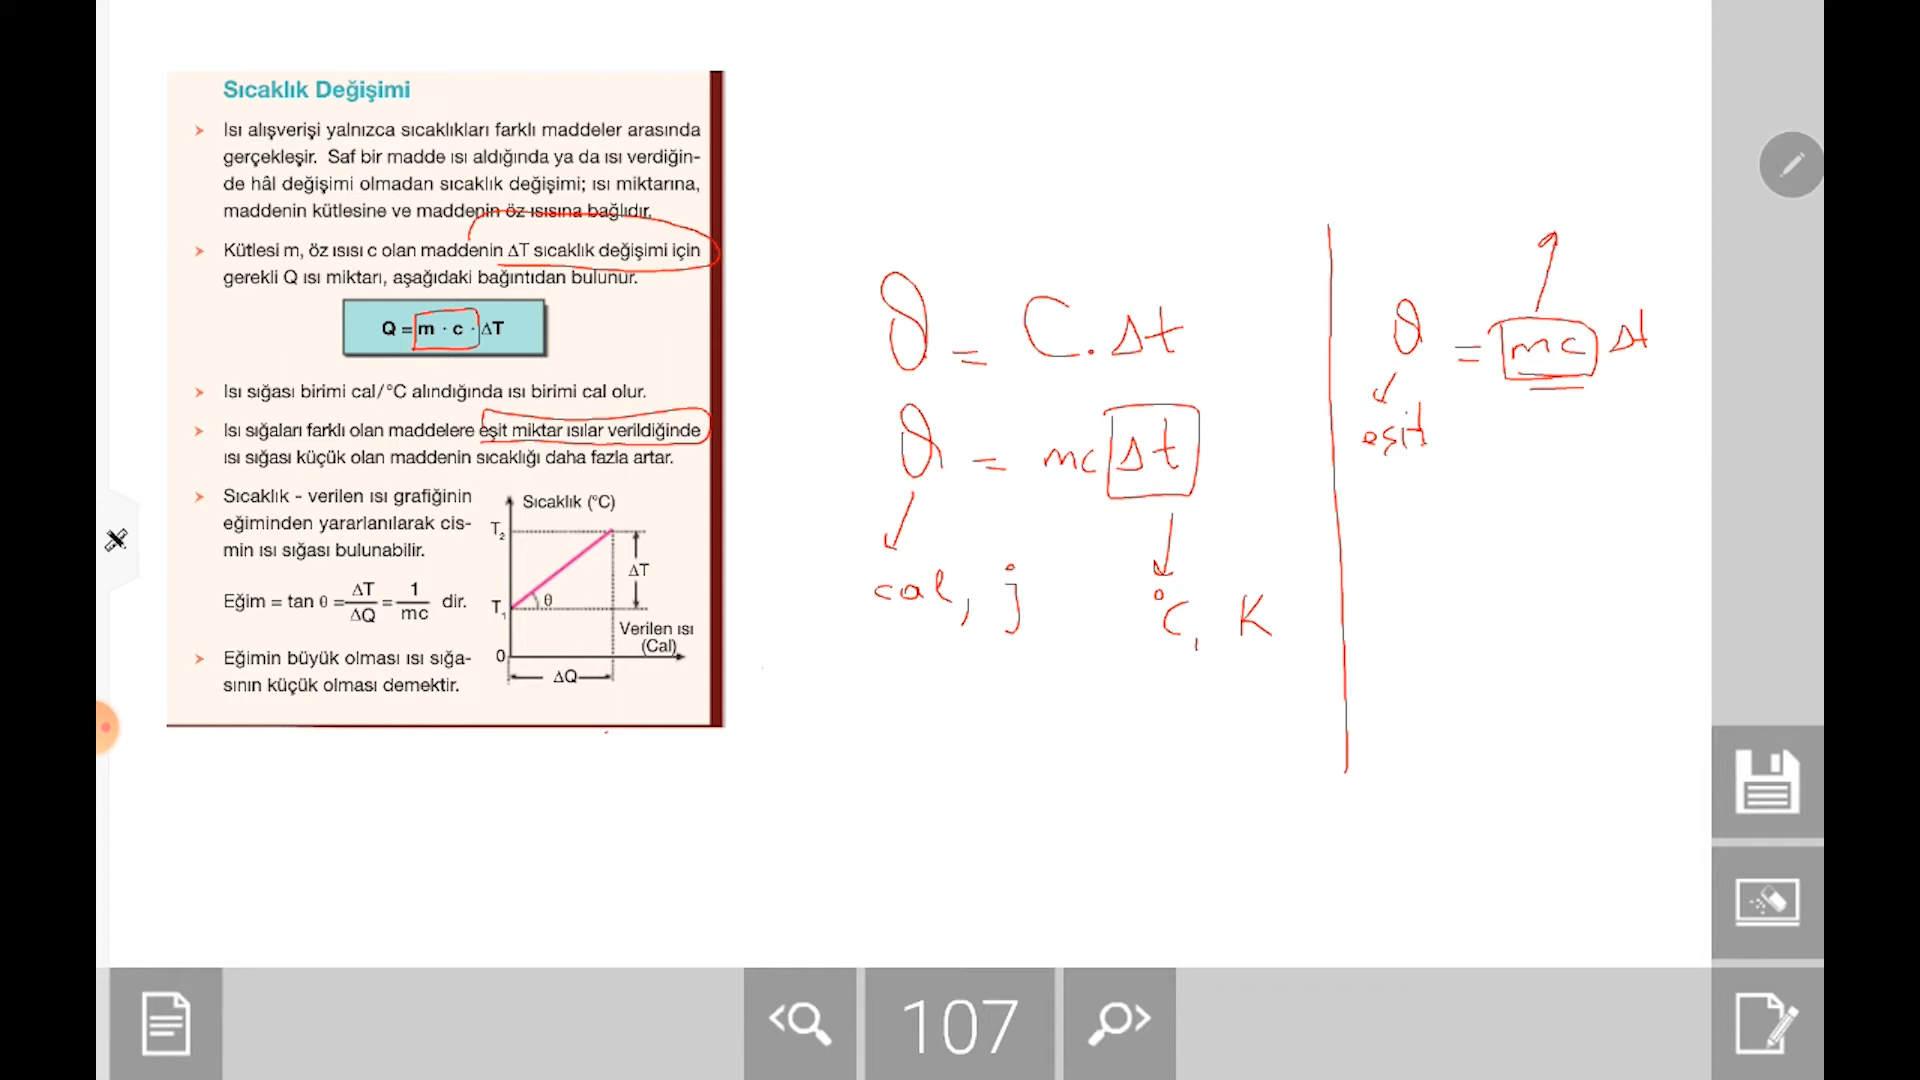 Sıcaklık Değişimi
Isı alışverişi yalnızca sıcaklıkları farklı maddeler arasında
gerçekleşir. Saf bir madde ısı aldığında ya da ısı verdiğin-
de hâl değişimi olmadan sıcaklık değişimi; ısı miktarına,
maddenin kütlesine ve maddenin öz ısısına bağlıdır.
Kütlesi m, öz ısısı c olan maddenin ΔT sıcaklık değişimi için
gerekli Q ısı miktarı, aşağıdaki bağıntıdan bulunur.
Q = m · c · ΔT
Isı sığası birimi cal/°C alındığında ısı birimi cal olur.
Isı sığaları farklı olan maddelere eşit miktar ısılar verildiğinde
ısı sığası küçük olan maddenin sıcaklığı daha fazla artar.
Sıcaklık - verilen ısı grafiğinin
eğiminden yararlanılarak cis-
min ısı sığası bulunabilir.
Eğim = tan θ = ΔT/ΔQ = 1/mc dir.
Eğimin büyük olması ısı sığa-
sının küçük olması demektir.
Sıcaklık (°C)
T₂
ΔT
T₁
θ
Verilen ısı
(Cal)
0
ΔQ
Q = C . Δt
Q = mc Δt
cal, j
°C, K
Q = mc Δt
eşit
107